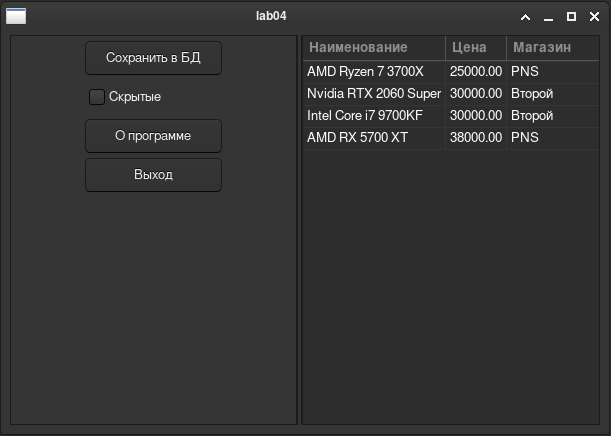 lab04
Сохранить в БД
Скрытые
О программе
Выход
Наименование Цена Магазин
AMD Ryzen 7 3700X 25000.00 PNS
Nvidia RTX 2060 Super 30000.00 Второй
Intel Core i7 9700KF 30000.00 Второй
AMD RX 5700 XT 38000.00 PNS